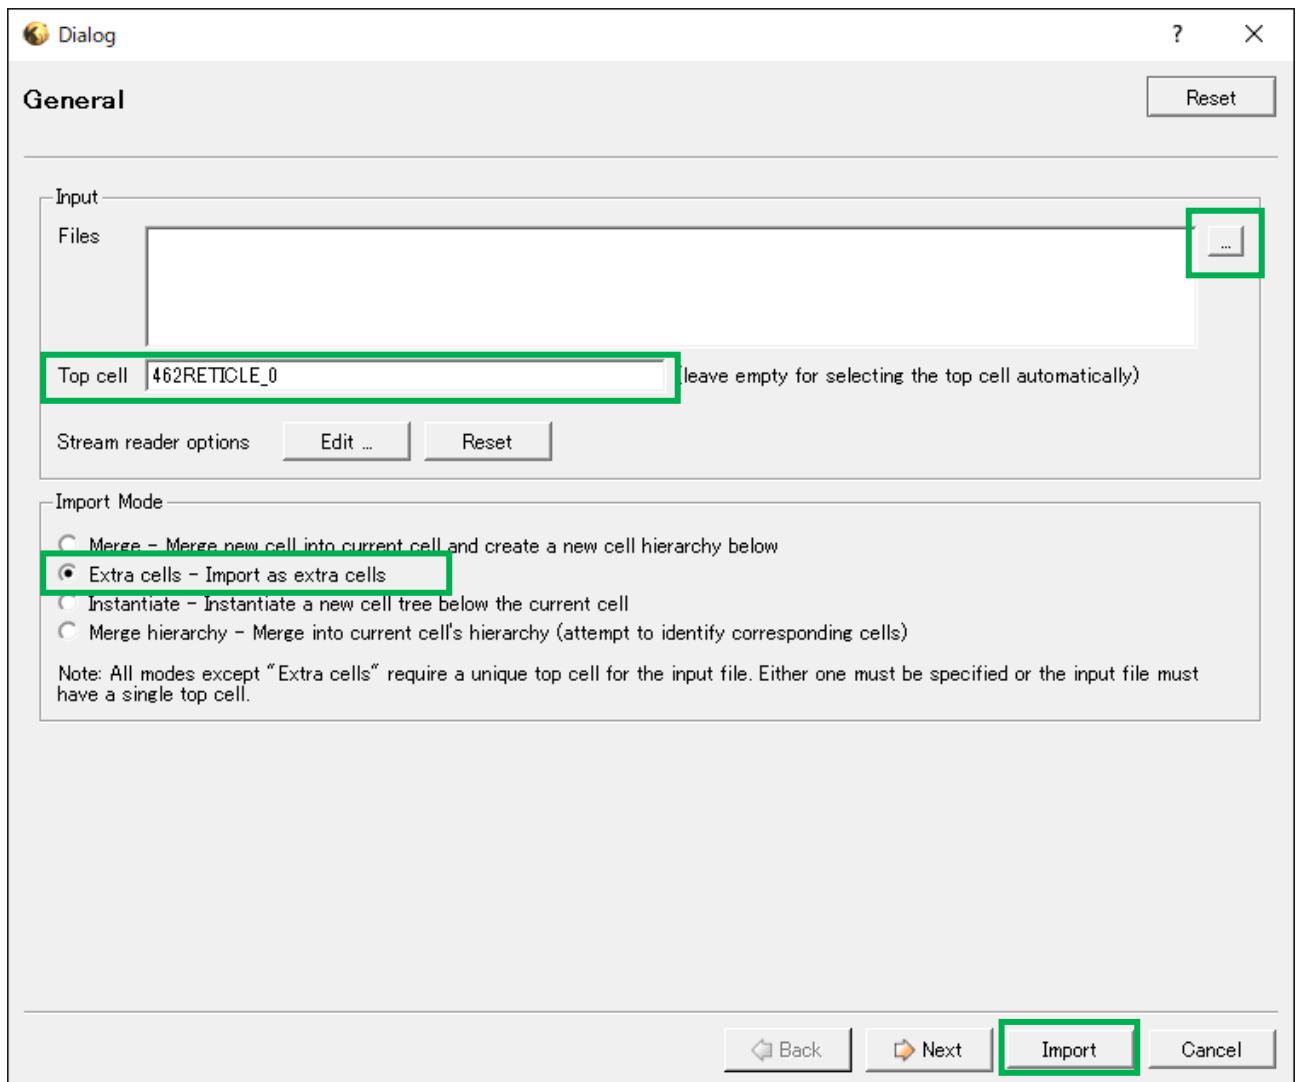 Dialog
?
General
Reset
Input
Files
...
Top cell 462RETICLE_0 (leave empty for selecting the top cell automatically)
Stream reader options Edit ... Reset
Import Mode
Merge - Merge new cell into current cell and create a new cell hierarchy below
Extra cells - Import as extra cells
Instantiate - Instantiate a new cell tree below the current cell
Merge hierarchy - Merge into current cell's hierarchy (attempt to identify corresponding cells)
Note: All modes except "Extra cells" require a unique top cell for the input file. Either one must be specified or the input file must
have a single top cell.
Back Next Import Cancel